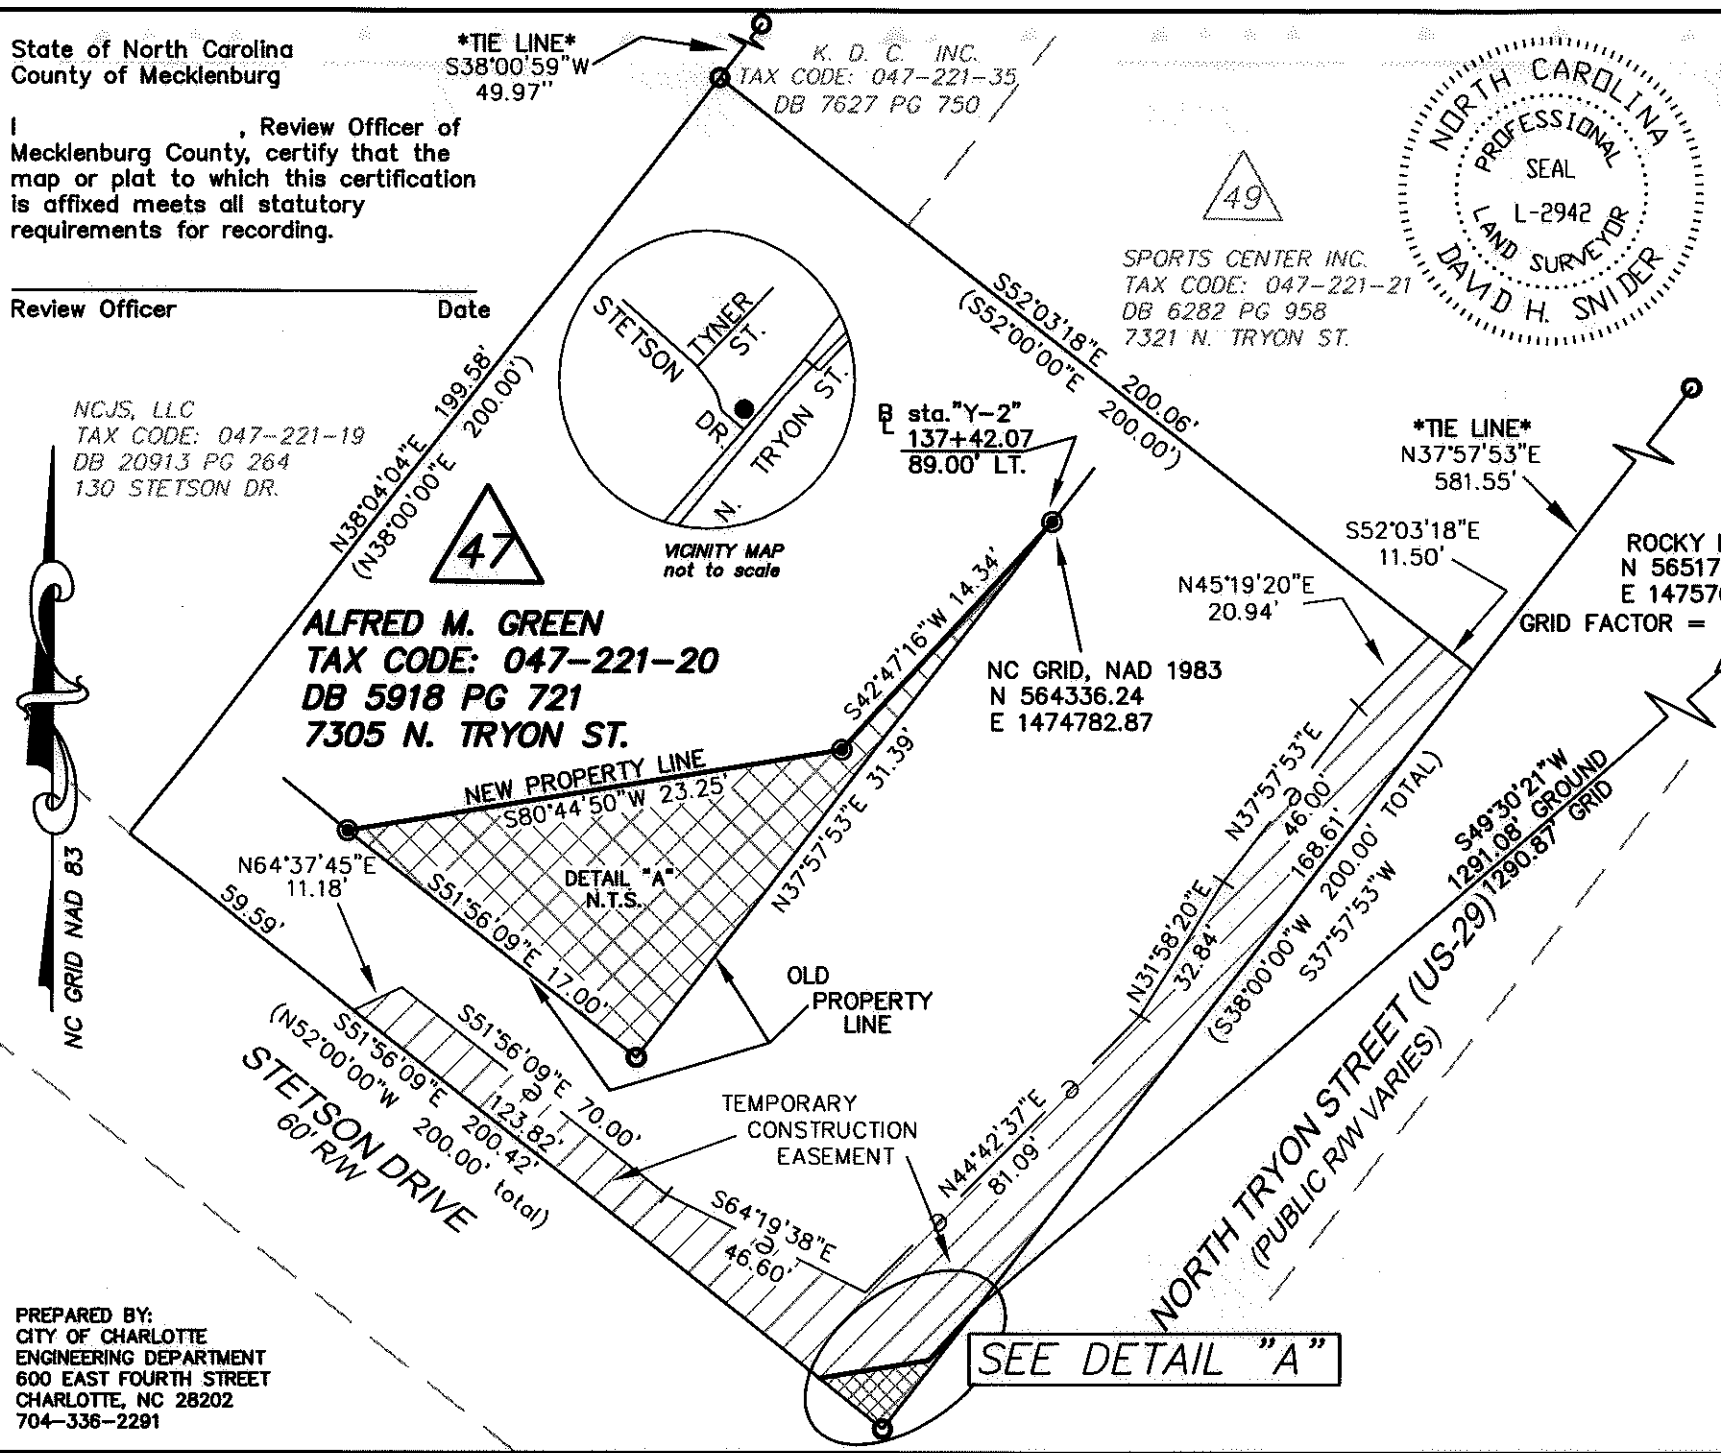 State of North Carolina
County of Mecklenburg
I , Review Officer of
Mecklenburg County, certify that the
map or plat to which this certification
is affixed meets all statutory
requirements for recording.
Review Officer Date
*TIE LINE*
S38°00'59"W
49.97"
K. D. C. INC.
TAX CODE: 047-221-35
DB 7627 PG 750
49
SPORTS CENTER INC.
TAX CODE: 047-221-21
DB 6282 PG 958
7321 N. TRYON ST.
NORTH CAROLINA
PROFESSIONAL
SEAL
L-2942
LAND SURVEYOR
DAVID H. SNIDER
NCJS, LLC
TAX CODE: 047-221-19
DB 20913 PG 264
130 STETSON DR.
N38°04'04"E 199.58'
(N38°00'00"E 200.00')
STETSON
DR.
TYNER
ST.
N. TRYON ST.
VICINITY MAP
not to scale
S52°03'18"E 200.06'
(S52°00'00"E 200.00')
BL sta."Y-2"
137+42.07
89.00' LT.
*TIE LINE*
N37°57'53"E
581.55'
S52°03'18"E
11.50'
N45°19'20"E
20.94'
ROCKY
N 56517
E 14757
GRID FACTOR =
47
ALFRED M. GREEN
TAX CODE: 047-221-20
DB 5918 PG 721
7305 N. TRYON ST.
NC GRID, NAD 1983
N 564336.24
E 1474782.87
S42°47'16"W 14.34'
NEW PROPERTY LINE
S80°44'50"W 23.25'
N37°57'53"E 31.39'
DETAIL "A"
N.T.S.
S51°56'09"E 17.00'
OLD
PROPERTY
LINE
NC GRID NAD 83
N64°37'45"E
11.18'
59.59'
S51°56'09"E 70.00'
123.82'
S51°56'09"E 200.42'
(N52°00'00"W 200.00' total)
STETSON DRIVE
60' R/W
TEMPORARY
CONSTRUCTION
EASEMENT
S64°19'38"E
46.60'
N44°42'37"E
81.09'
N31°58'20"E
32.84'
N37°57'53"E
46.00'
168.61'
(S38°00'00"W 200.00' TOTAL)
S37°57'53"W
S49°30'21"W
1291.08' GROUND
1290.87' GRID
NORTH TRYON STREET (US-29)
(PUBLIC R/W VARIES)
SEE DETAIL "A"
PREPARED BY:
CITY OF CHARLOTTE
ENGINEERING DEPARTMENT
600 EAST FOURTH STREET
CHARLOTTE, NC 28202
704-336-2291